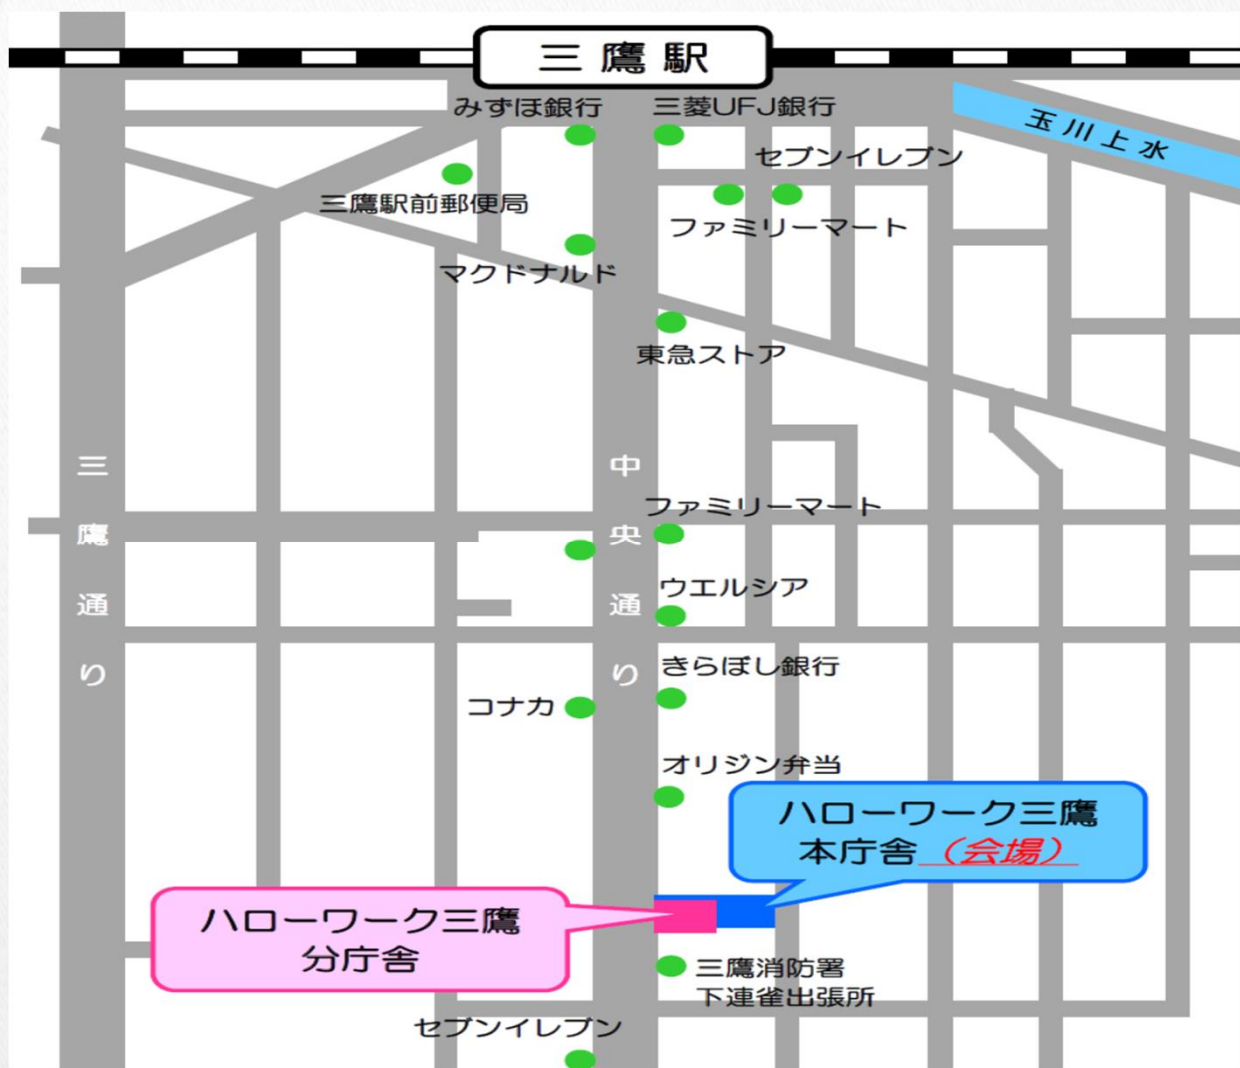 三鷹駅
みずほ銀行
三菱UFJ銀行
玉川上水
セブンイレブン
三鷹駅前郵便局
ファミリーマート
マクドナルド
東急ストア
三鷹通り
中央通り
ファミリーマート
ウエルシア
きらぼし銀行
コナカ
オリジン弁当
ハローワーク三鷹
本庁舎（会場）
ハローワーク三鷹
分庁舎
三鷹消防署
下連雀出張所
セブンイレブン